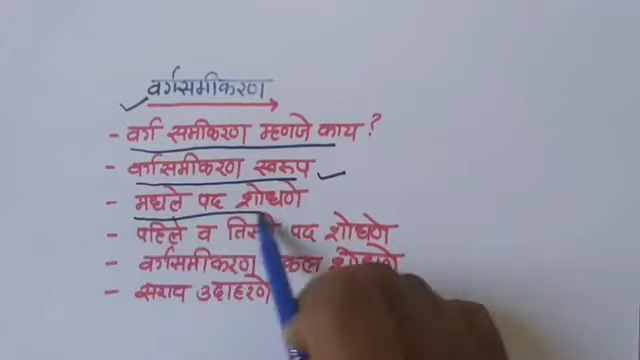 वर्गसमीकरण
- वर्ग समीकरण म्हणजे काय?
- वर्गसमीकरण स्वरूप
- मधले पद शोधणे
- पहिले व पद शोधणे
- वर्गसमीकरण शोधणे
- सराव उदाहरणे